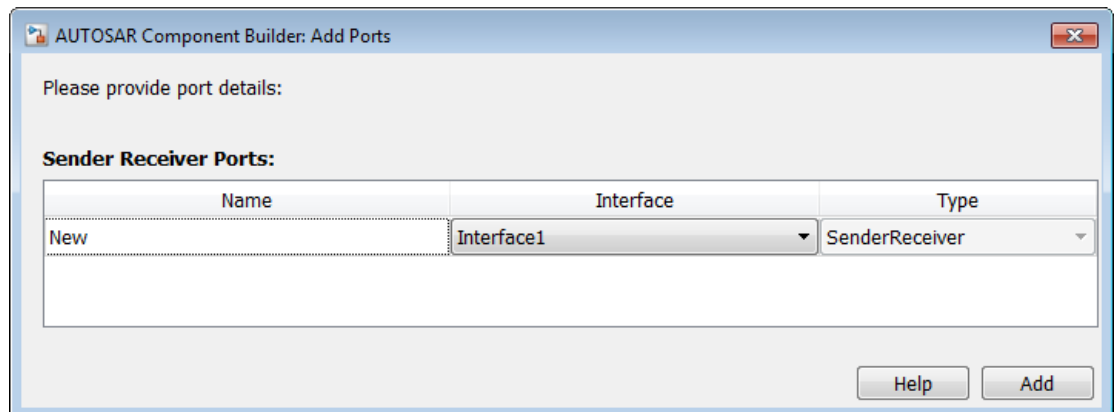 AUTOSAR Component Builder: Add Ports
Please provide port details:
Sender Receiver Ports:
Name Interface Type
New Interface1 SenderReceiver
Help Add